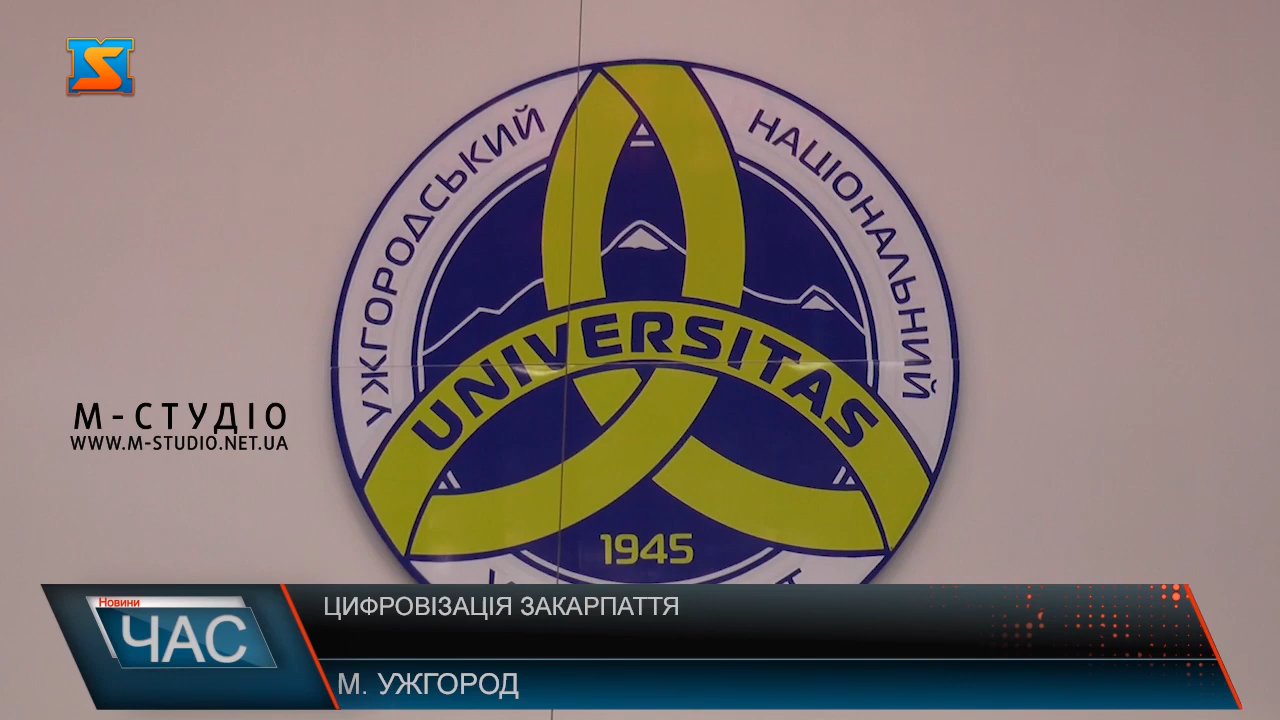 УЖГОРОДСЬКИЙ НАЦІОНАЛЬНИЙ
UNIVERSITAS
1945
М-СТУДІО
WWW.M-STUDIO.NET.UA
Новини
ЧАС
ЦИФРОВІЗАЦІЯ ЗАКАРПАТТЯ
М. УЖГОРОД